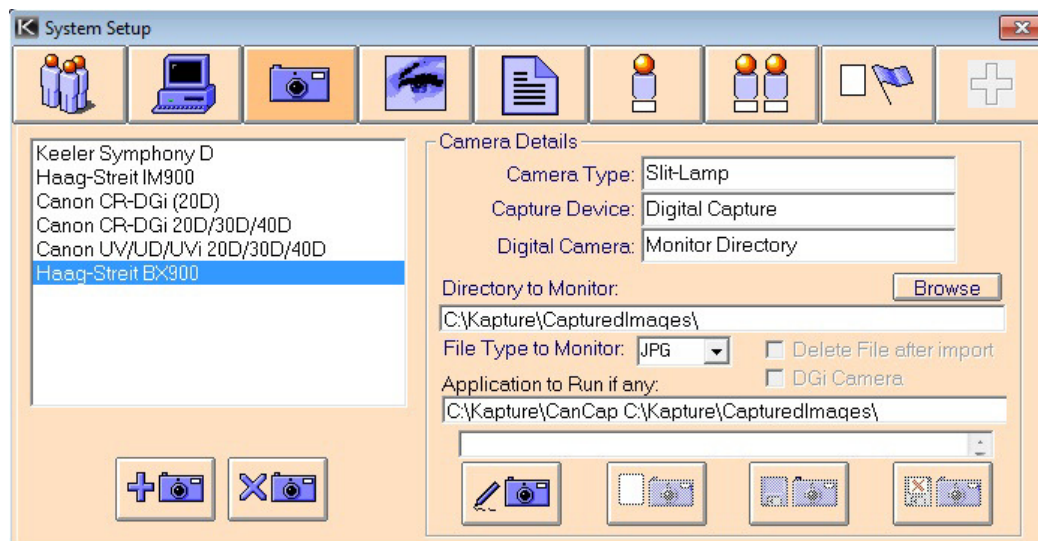 System Setup
Keeler Symphony D
Haag-Streit IM900
Canon CR-DGi (20D)
Canon CR-DGi 20D/30D/40D
Canon UV/UD/UVi 20D/30D/40D
Haag-Streit BX900
Camera Details
Camera Type: Slit-Lamp
Capture Device: Digital Capture
Digital Camera: Monitor Directory
Directory to Monitor: Browse
C:\Kapture\CapturedImages\
File Type to Monitor: JPG Delete File after import
DGi Camera
Application to Run if any:
C:\Kapture\CanCap C:\Kapture\CapturedImages\